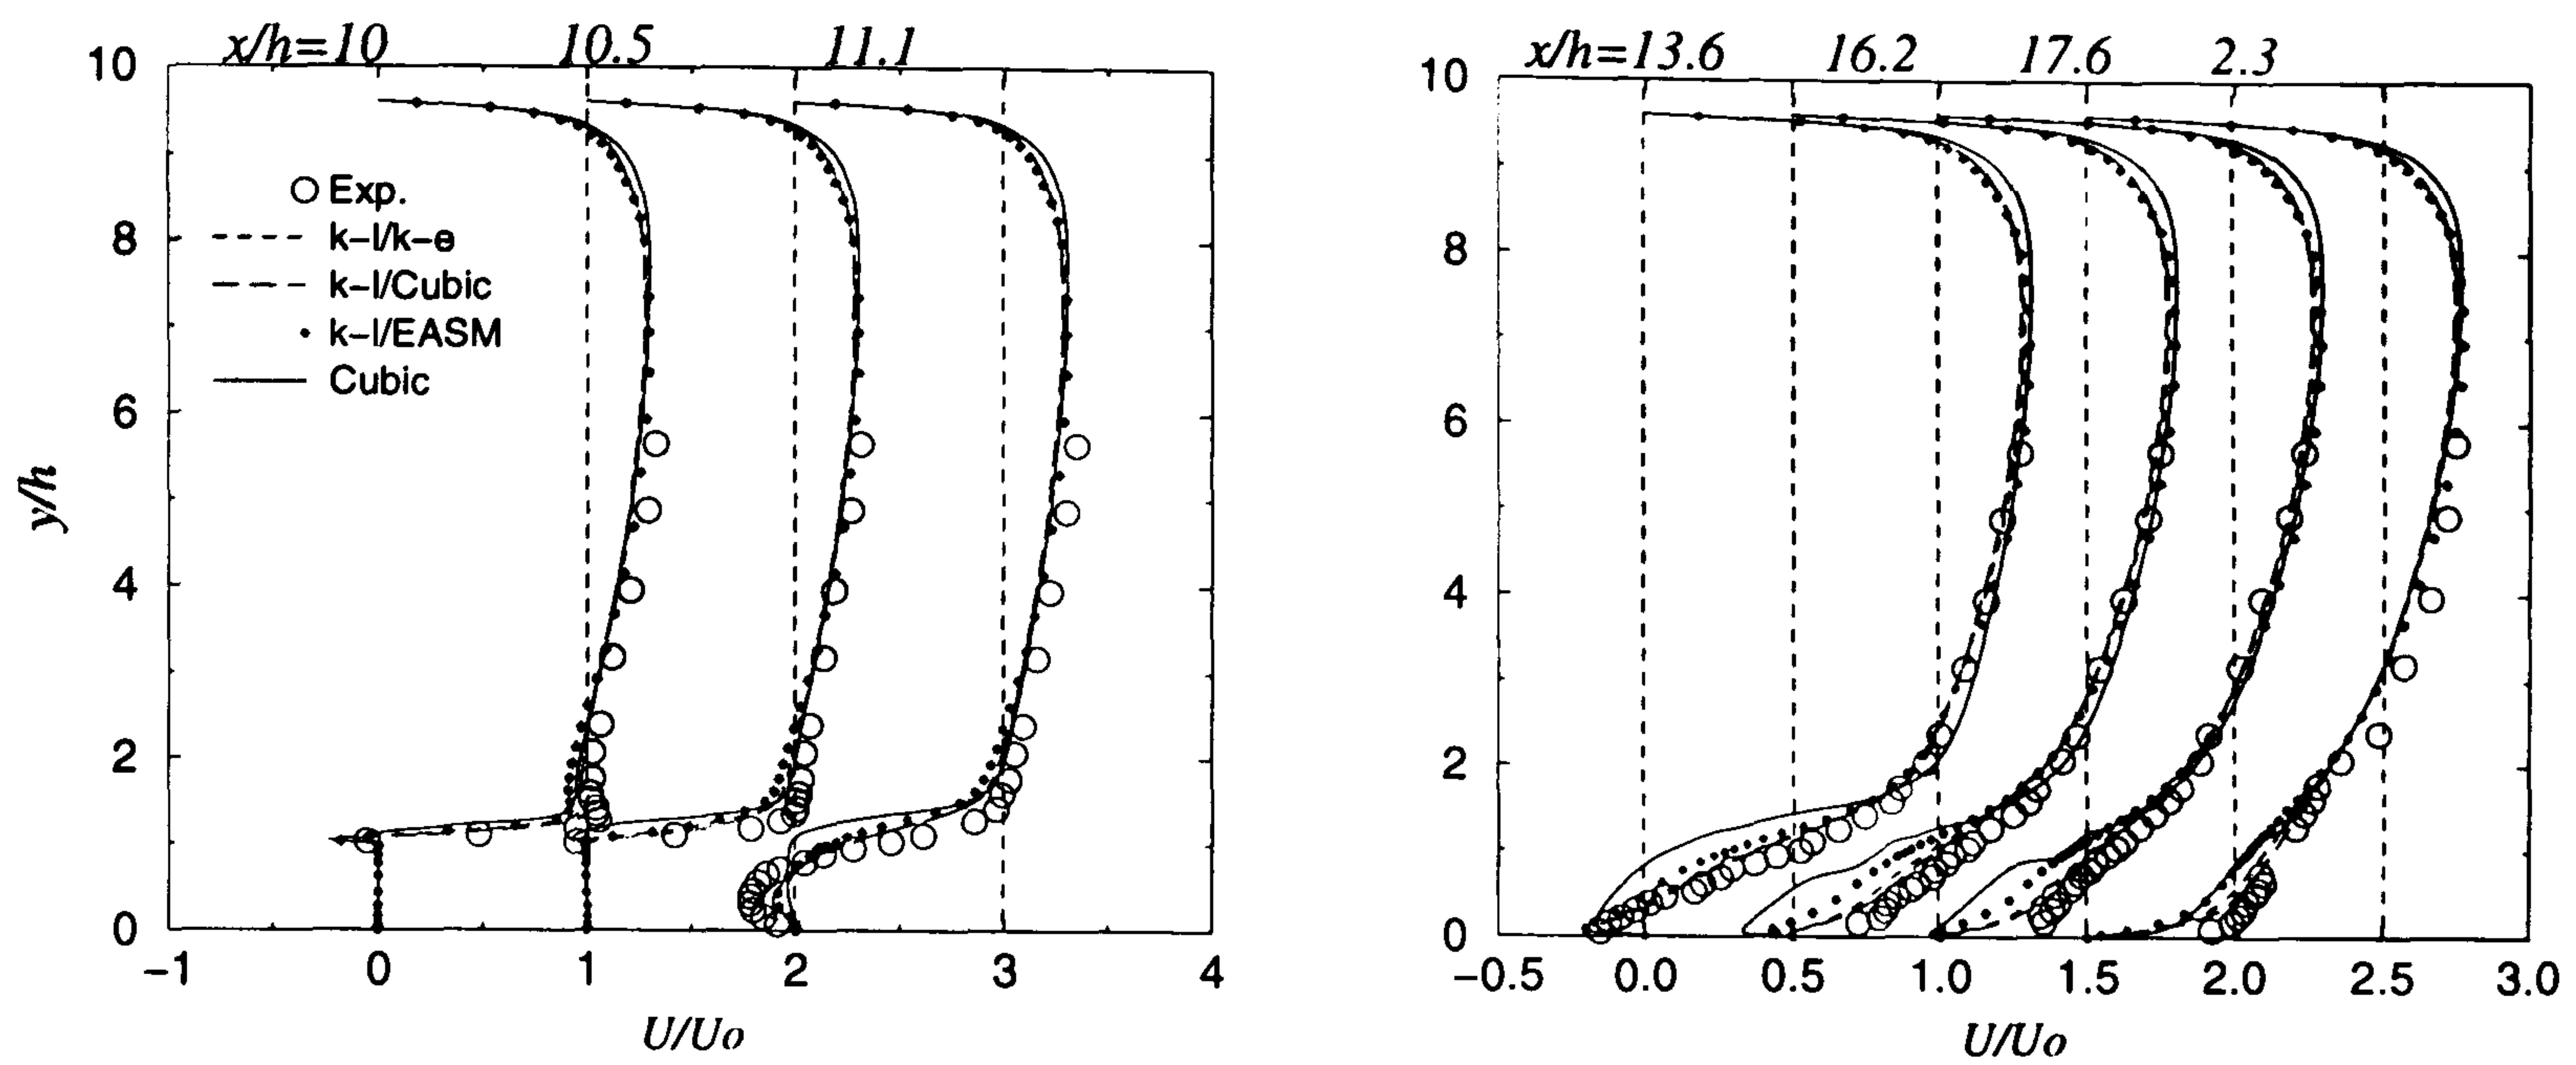 x/h=10 10.5 11.1
10
8
6
4
2
0
y/h
Exp.
k-l/k-e
k-l/Cubic
k-l/EASM
Cubic
-1 0 1 2 3 4
U/Uo
x/h=13.6 16.2 17.6 2.3
10
8
6
4
2
0
-0.5 0.0 0.5 1.0 1.5 2.0 2.5 3.0
U/Uo